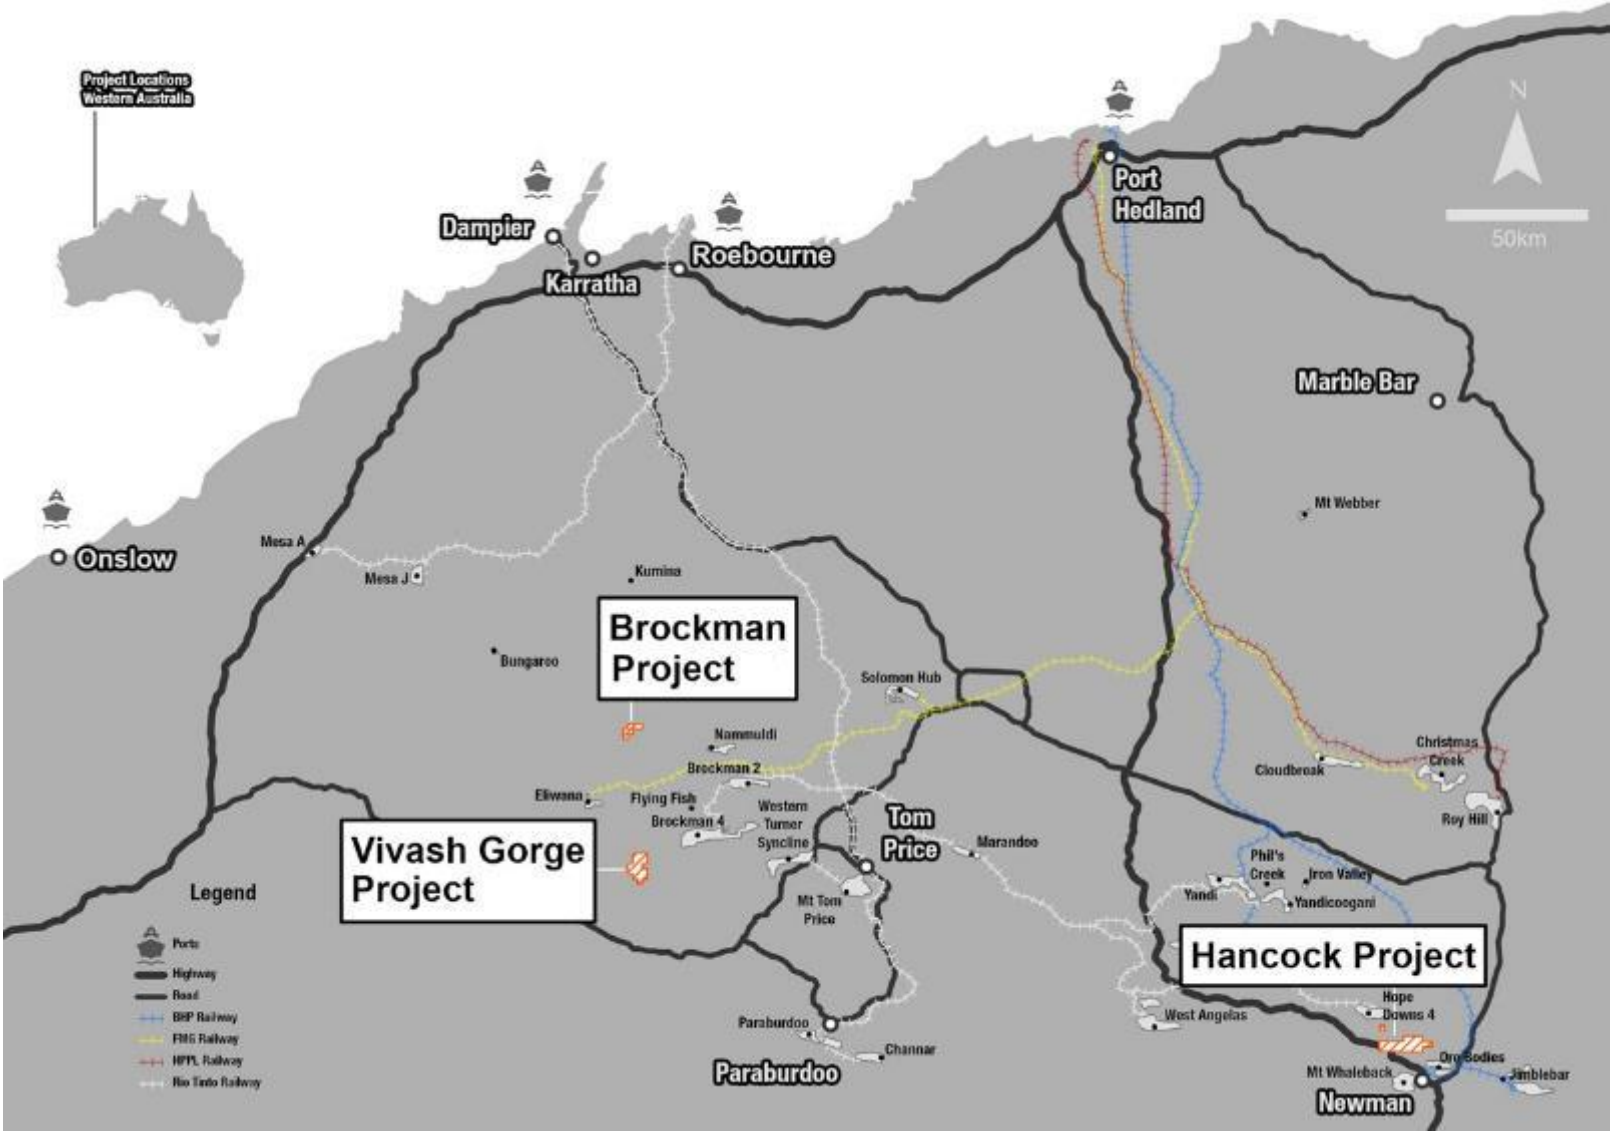 Project Locations
Western Australia
N
50km
Port
Hedland
Dampier
Karratha
Roebourne
Marble Bar
Mt Webber
Onslow
Mesa A
Mesa J
Kumina
Bungaroo
Brockman
Project
Solomon Hub
Nammuldi
Brockman 2
Eliwana
Flying Fish
Brockman 4
Western
Turner
Syncline
Tom
Price
Marandoo
Christmas
Creek
Cloudbreak
Roy Hill
Vivash Gorge
Project
Mt Tom
Price
Phil's
Creek
Iron Valley
Yandi
Yandicoogani
Hancock Project
Hope
Downs 4
West Angelas
Paraburdoo
Channar
Paraburdoo
Ore Bodies
Mt Whaleback
Jimblebar
Newman
Legend
Ports
Highway
Road
BHP Railway
FMG Railway
HPPL Railway
Rio Tinto Railway